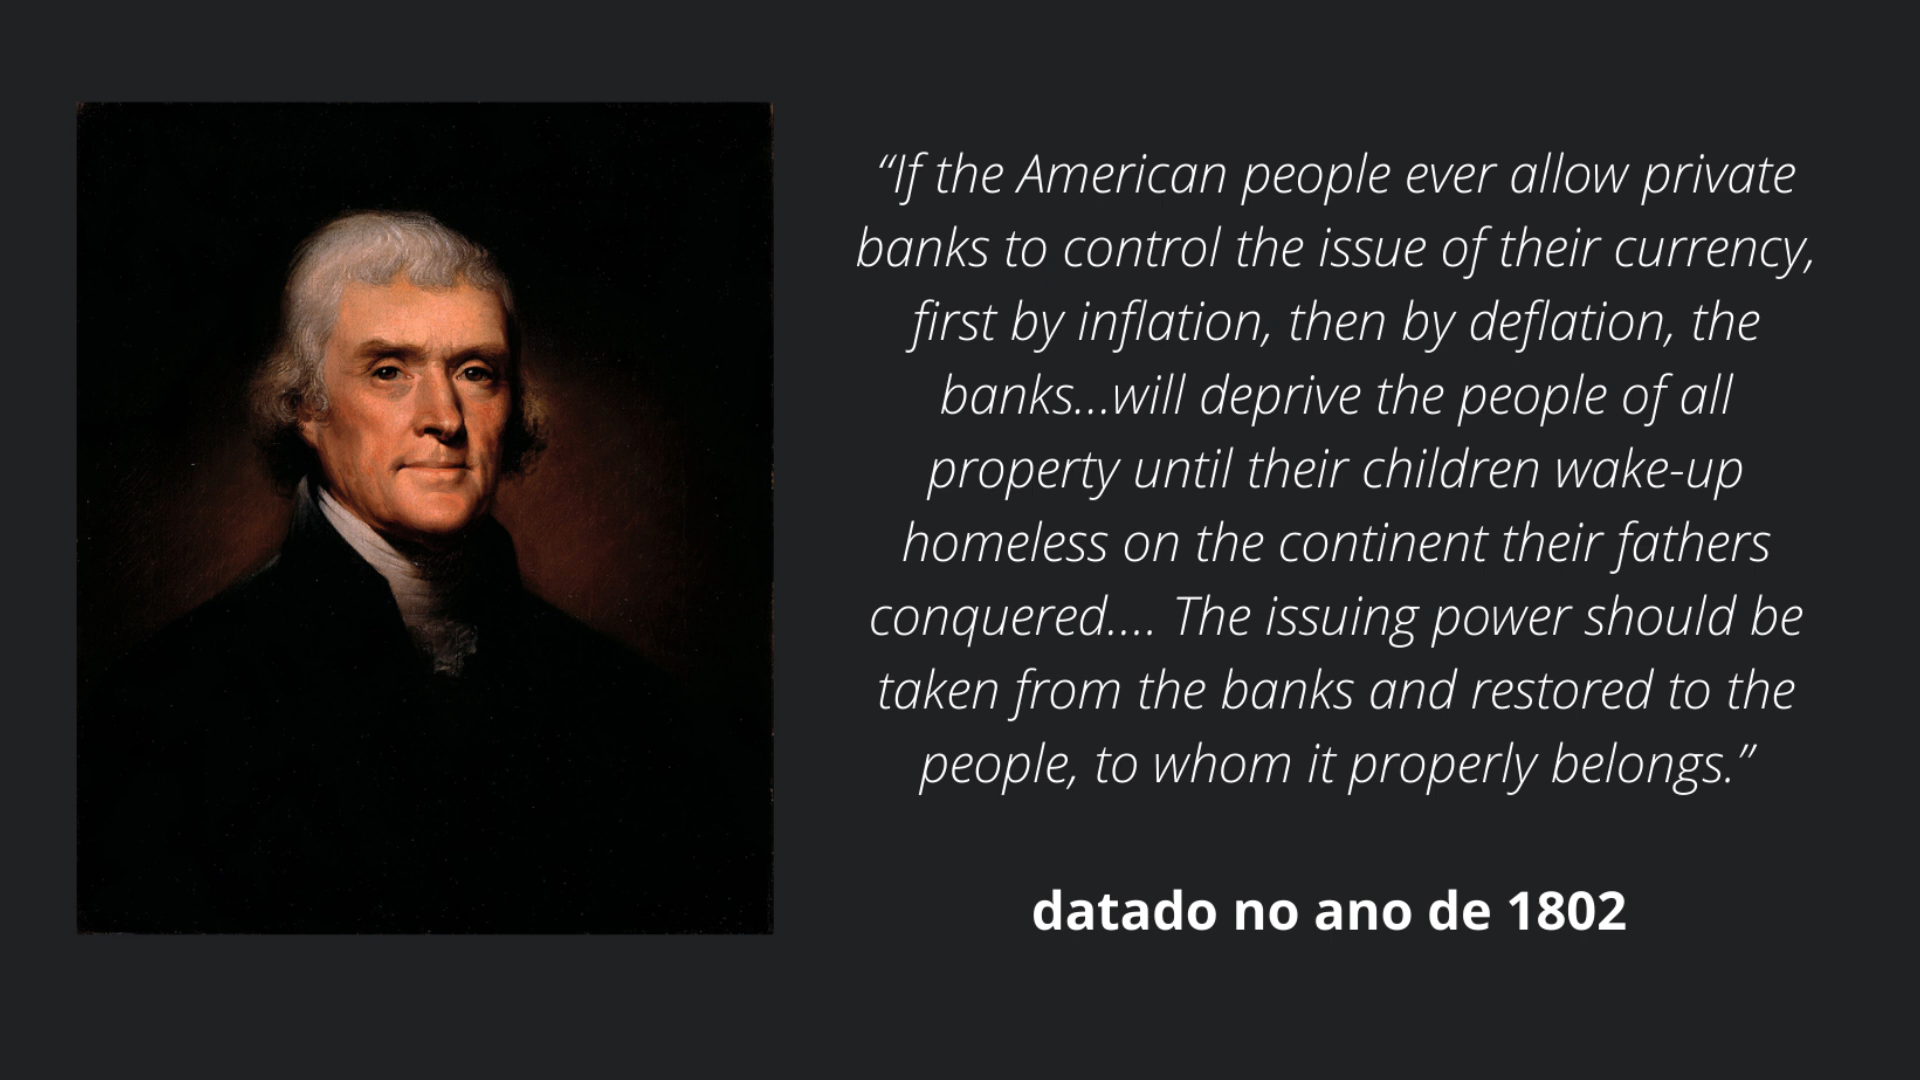 “If the American people ever allow private
banks to control the issue of their currency,
first by inflation, then by deflation, the
banks...will deprive the people of all
property until their children wake-up
homeless on the continent their fathers
conquered.... The issuing power should be
taken from the banks and restored to the
people, to whom it properly belongs.”
datado no ano de 1802